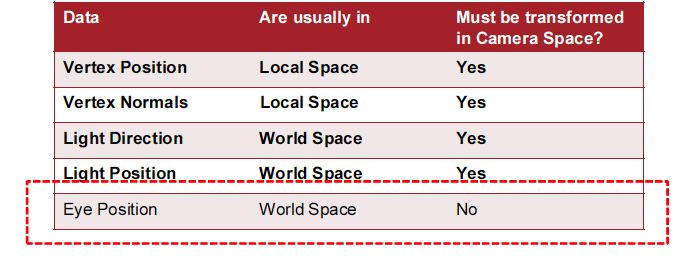 Data Are usually in Must be transformed
in Camera Space?
Vertex Position Local Space Yes
Vertex Normals Local Space Yes
Light Direction World Space Yes
Light Position World Space Yes
Eye Position World Space No